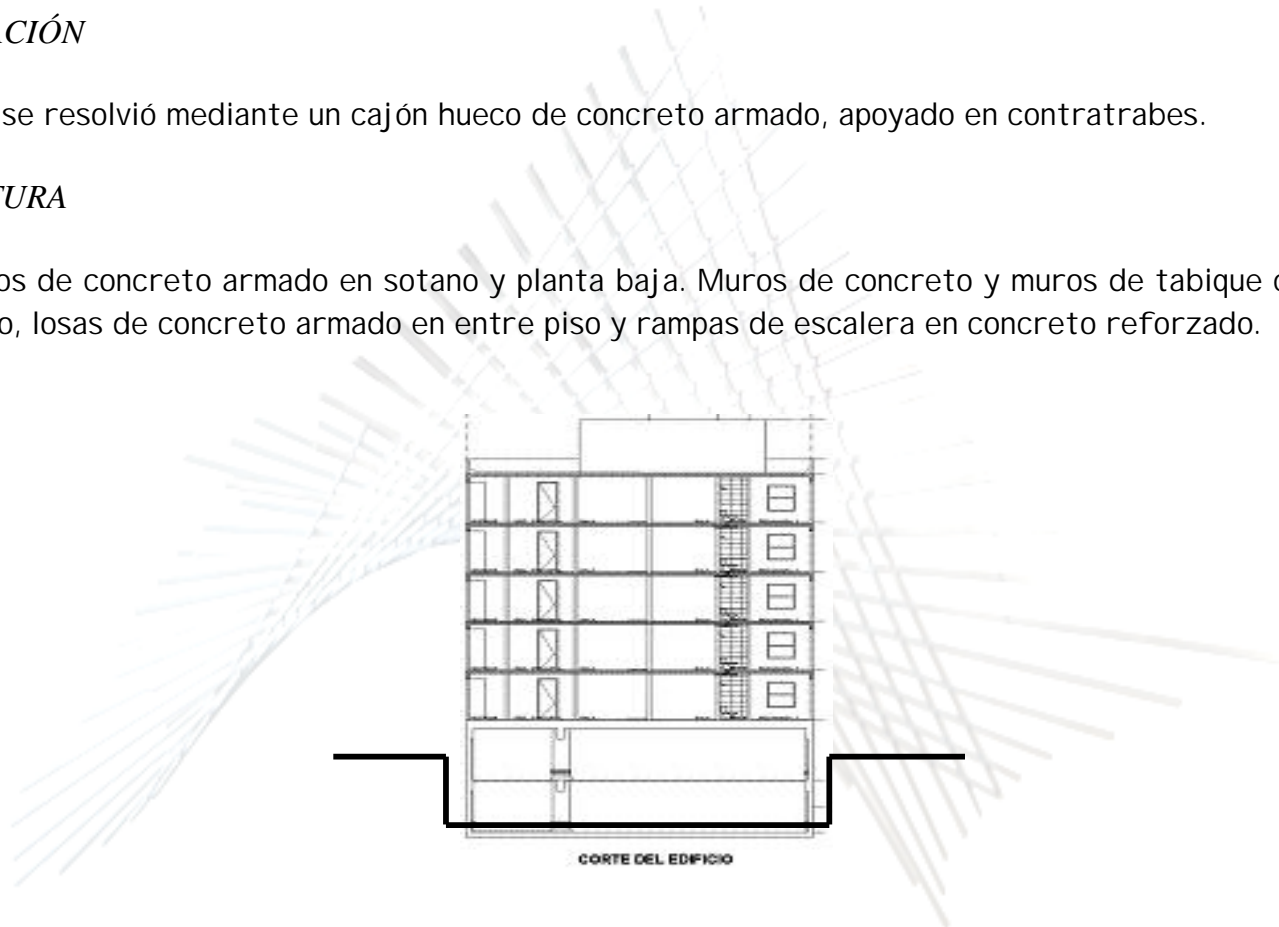 ACIÓN
se resolvió mediante un cajón hueco de concreto armado, apoyado en contratrabes.
TURA
os de concreto armado en sotano y planta baja. Muros de concreto y muros de tabique
o, losas de concreto armado en entre piso y rampas de escalera en concreto reforzado.
CORTE DEL EDIFICIO